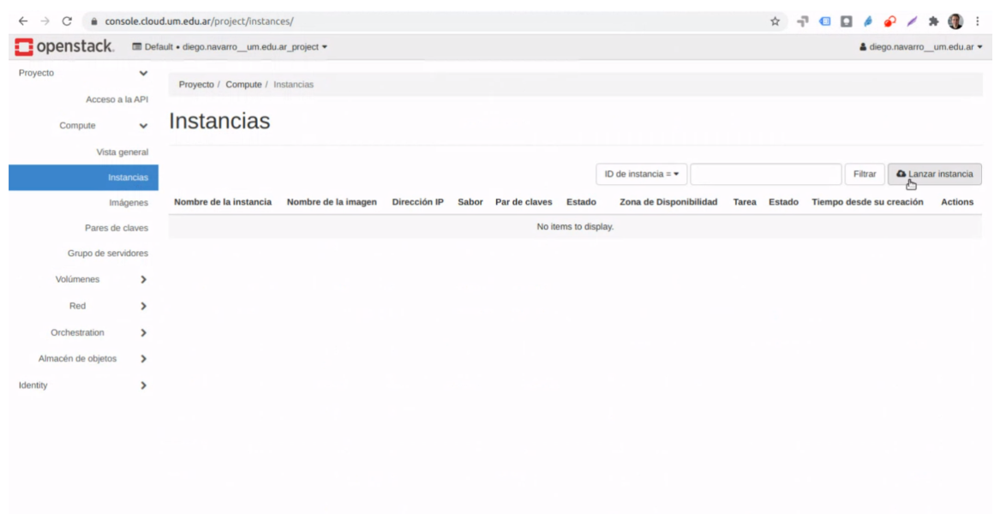 console.cloud.um.edu.ar/project/instances/
openstack. Default • diego.navarro__um.edu.ar_project diego.navarro__um.edu.ar
Proyecto
Acceso a la API
Compute
Vista general
Instancias
Imágenes
Pares de claves
Grupo de servidores
Volúmenes
Red
Orchestration
Almacén de objetos
Identity
Proyecto / Compute / Instancias
Instancias
ID de instancia = Filtrar Lanzar instancia
Nombre de la instancia Nombre de la imagen Dirección IP Sabor Par de claves Estado Zona de Disponibilidad Tarea Estado Tiempo desde su creación Actions
No items to display.